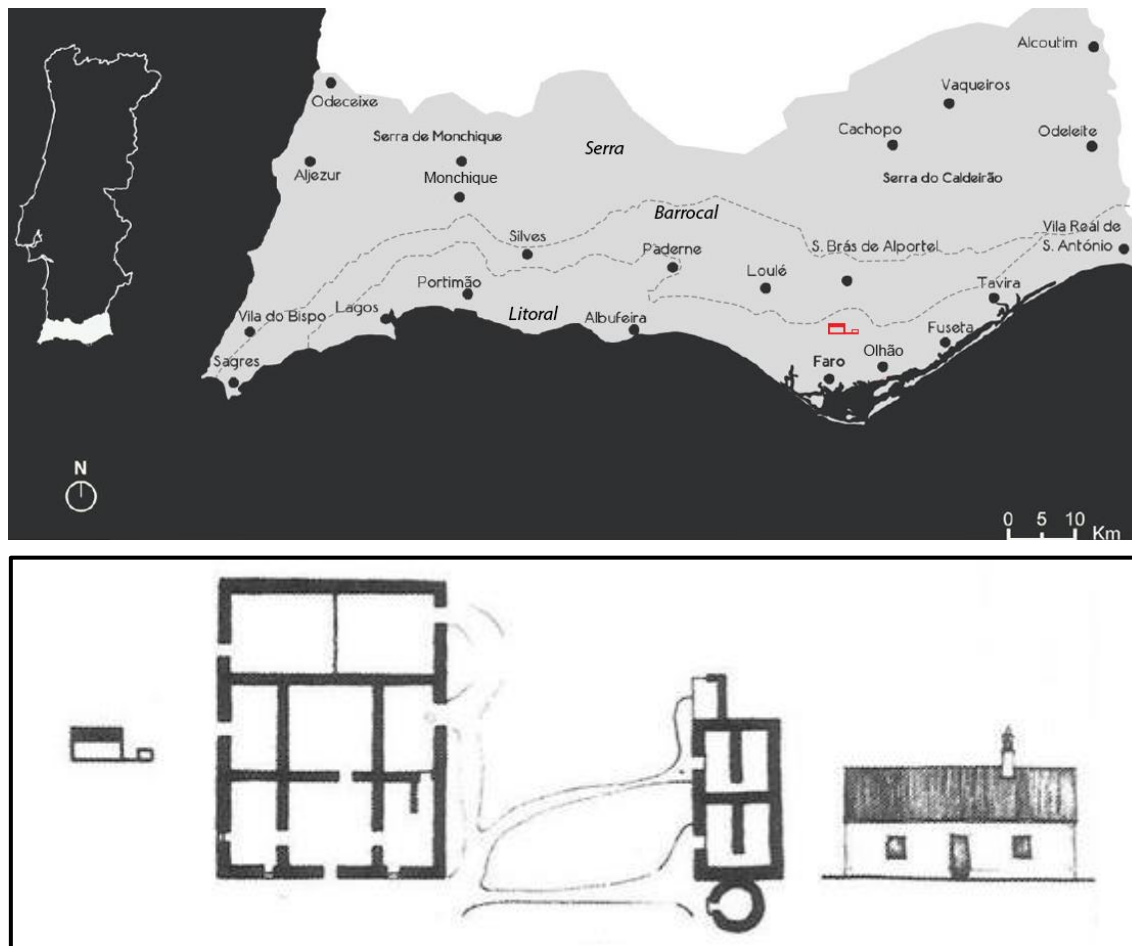 Alcoutim
Odeceixe
Vaqueiros
Serra de Monchique
Serra
Cachopo
Odeleite
Aljezur
Monchique
Serra do Caldeirão
Barrocal
Silves
Paderne
S. Brás de Alportel
Vila Reál de
S. António
Loulé
Portimão
Tavira
Lagos
Litoral
Albufeira
Vila do Bispo
Fuseta
Sagres
Faro
Olhão
N
0 5 10 Km